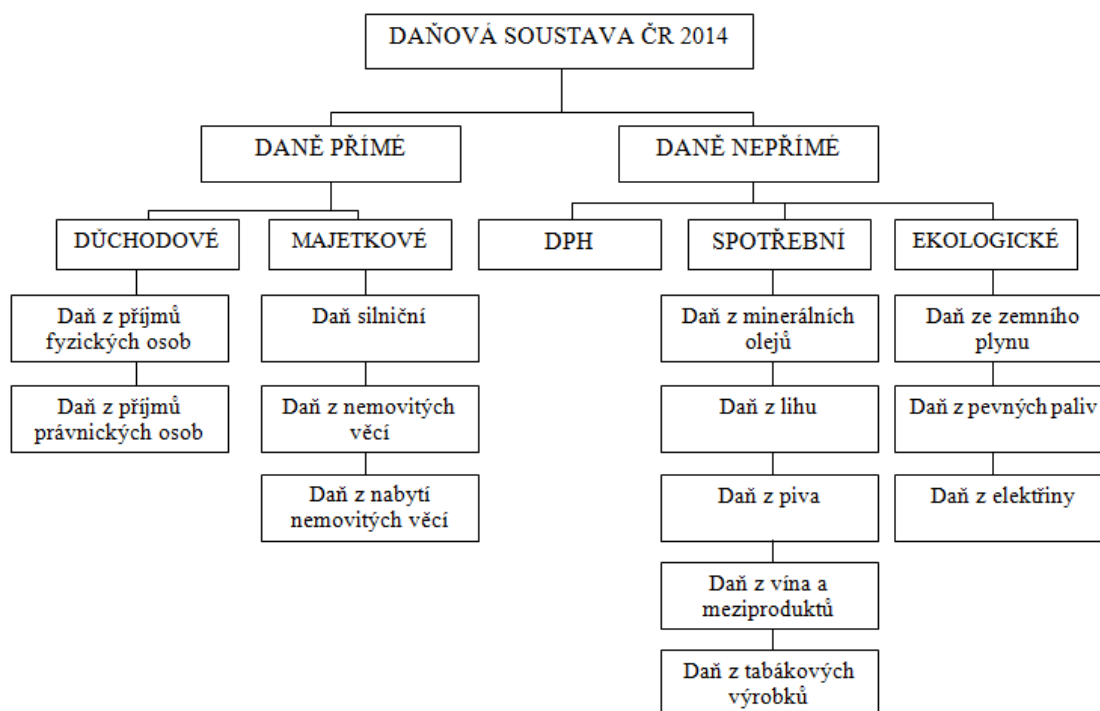 DAŇOVÁ SOUSTAVA ČR 2014
DANĚ PŘÍMÉ
DANĚ NEPŘÍMÉ
DŮCHODOVÉ
MAJETKOVÉ
DPH
SPOTŘEBNÍ
EKOLOGICKÉ
Daň z příjmů
fyzických osob
Daň silniční
Daň z minerálních
olejů
Daň ze zemního
plynu
Daň z příjmů
právnických osob
Daň z nemovitých
věcí
Daň z lihu
Daň z pevných paliv
Daň z nabytí
nemovitých věcí
Daň z piva
Daň z elektřiny
Daň z vína a
meziproduktů
Daň z tabákových
výrobků